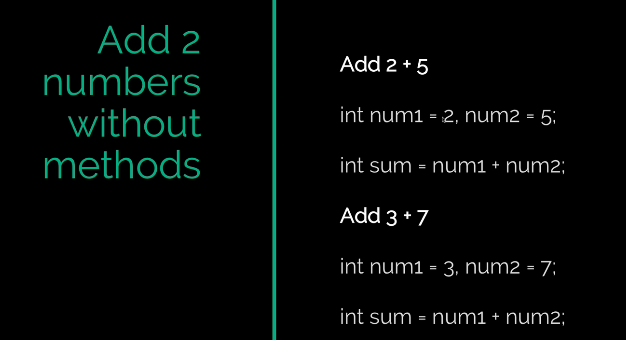 Add 2
numbers
without
methods
Add 2 + 5
int num1 = 2, num2 = 5;
int sum = num1 + num2;
Add 3 + 7
int num1 = 3, num2 = 7;
int sum = num1 + num2;